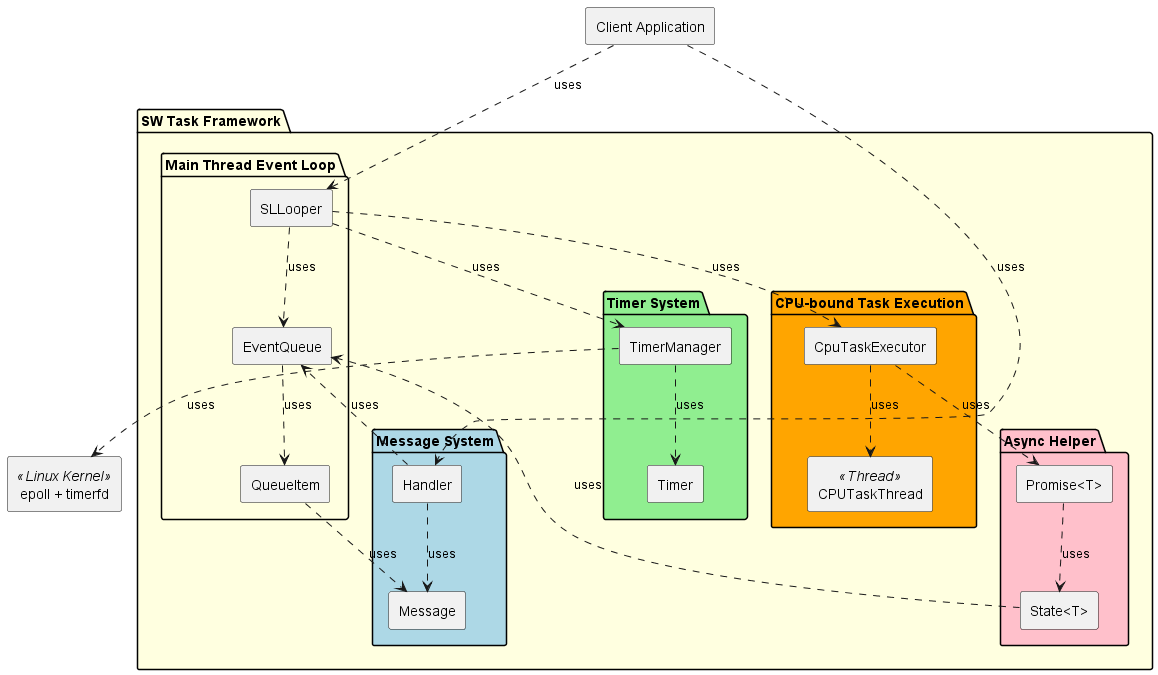 Client Application
uses
SW Task Framework
Main Thread Event Loop
SLLooper
uses
uses
uses
uses
Timer System
CPU-bound Task Execution
EventQueue
TimerManager
CpuTaskExecutor
uses
uses
uses
uses
uses
uses
Message System
Async Helper
«Linux Kernel»
epoll + timerfd
QueueItem
Handler
uses
Timer
«Thread»
CPUTaskThread
Promise<T>
uses
uses
uses
Message
State<T>